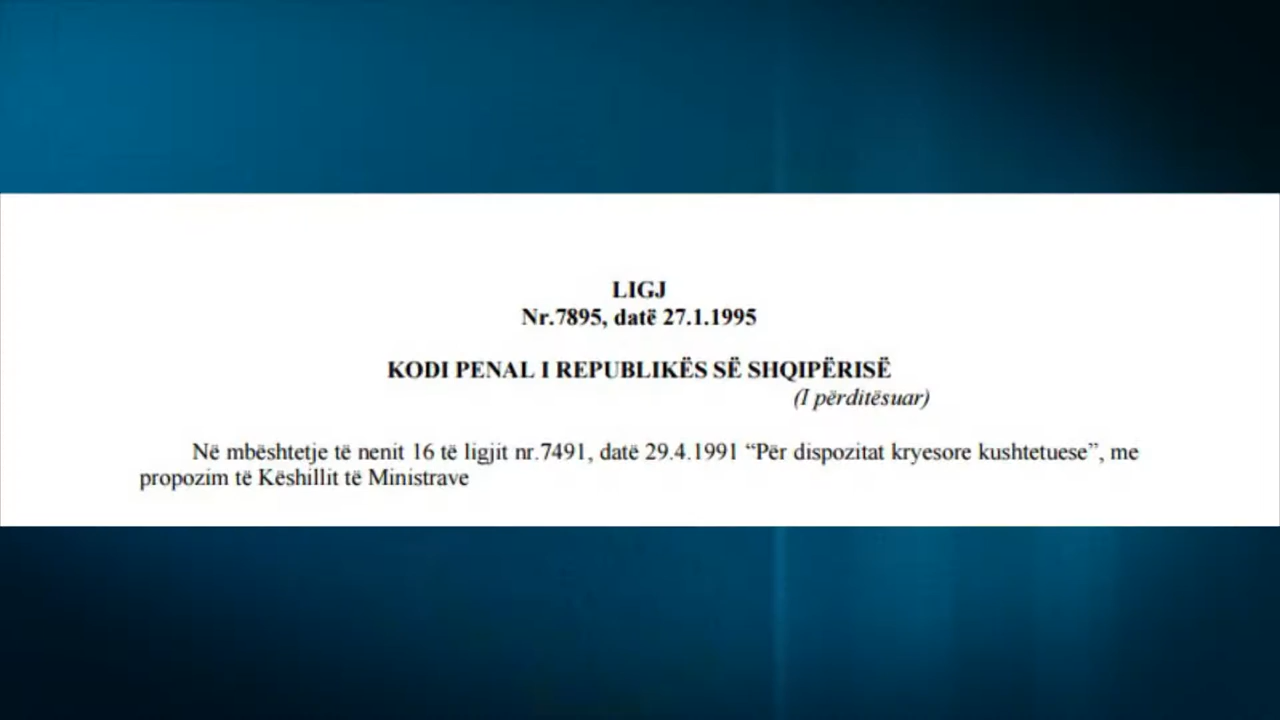 LIGJ
Nr.7895, datë 27.1.1995
KODI PENAL I REPUBLIKËS SË SHQIPËRISË
(I përditësuar)
Në mbështetje të nenit 16 të ligjit nr.7491, datë 29.4.1991 “Për dispozitat kryesore kushtetuese”, me
propozim të Këshillit të Ministrave